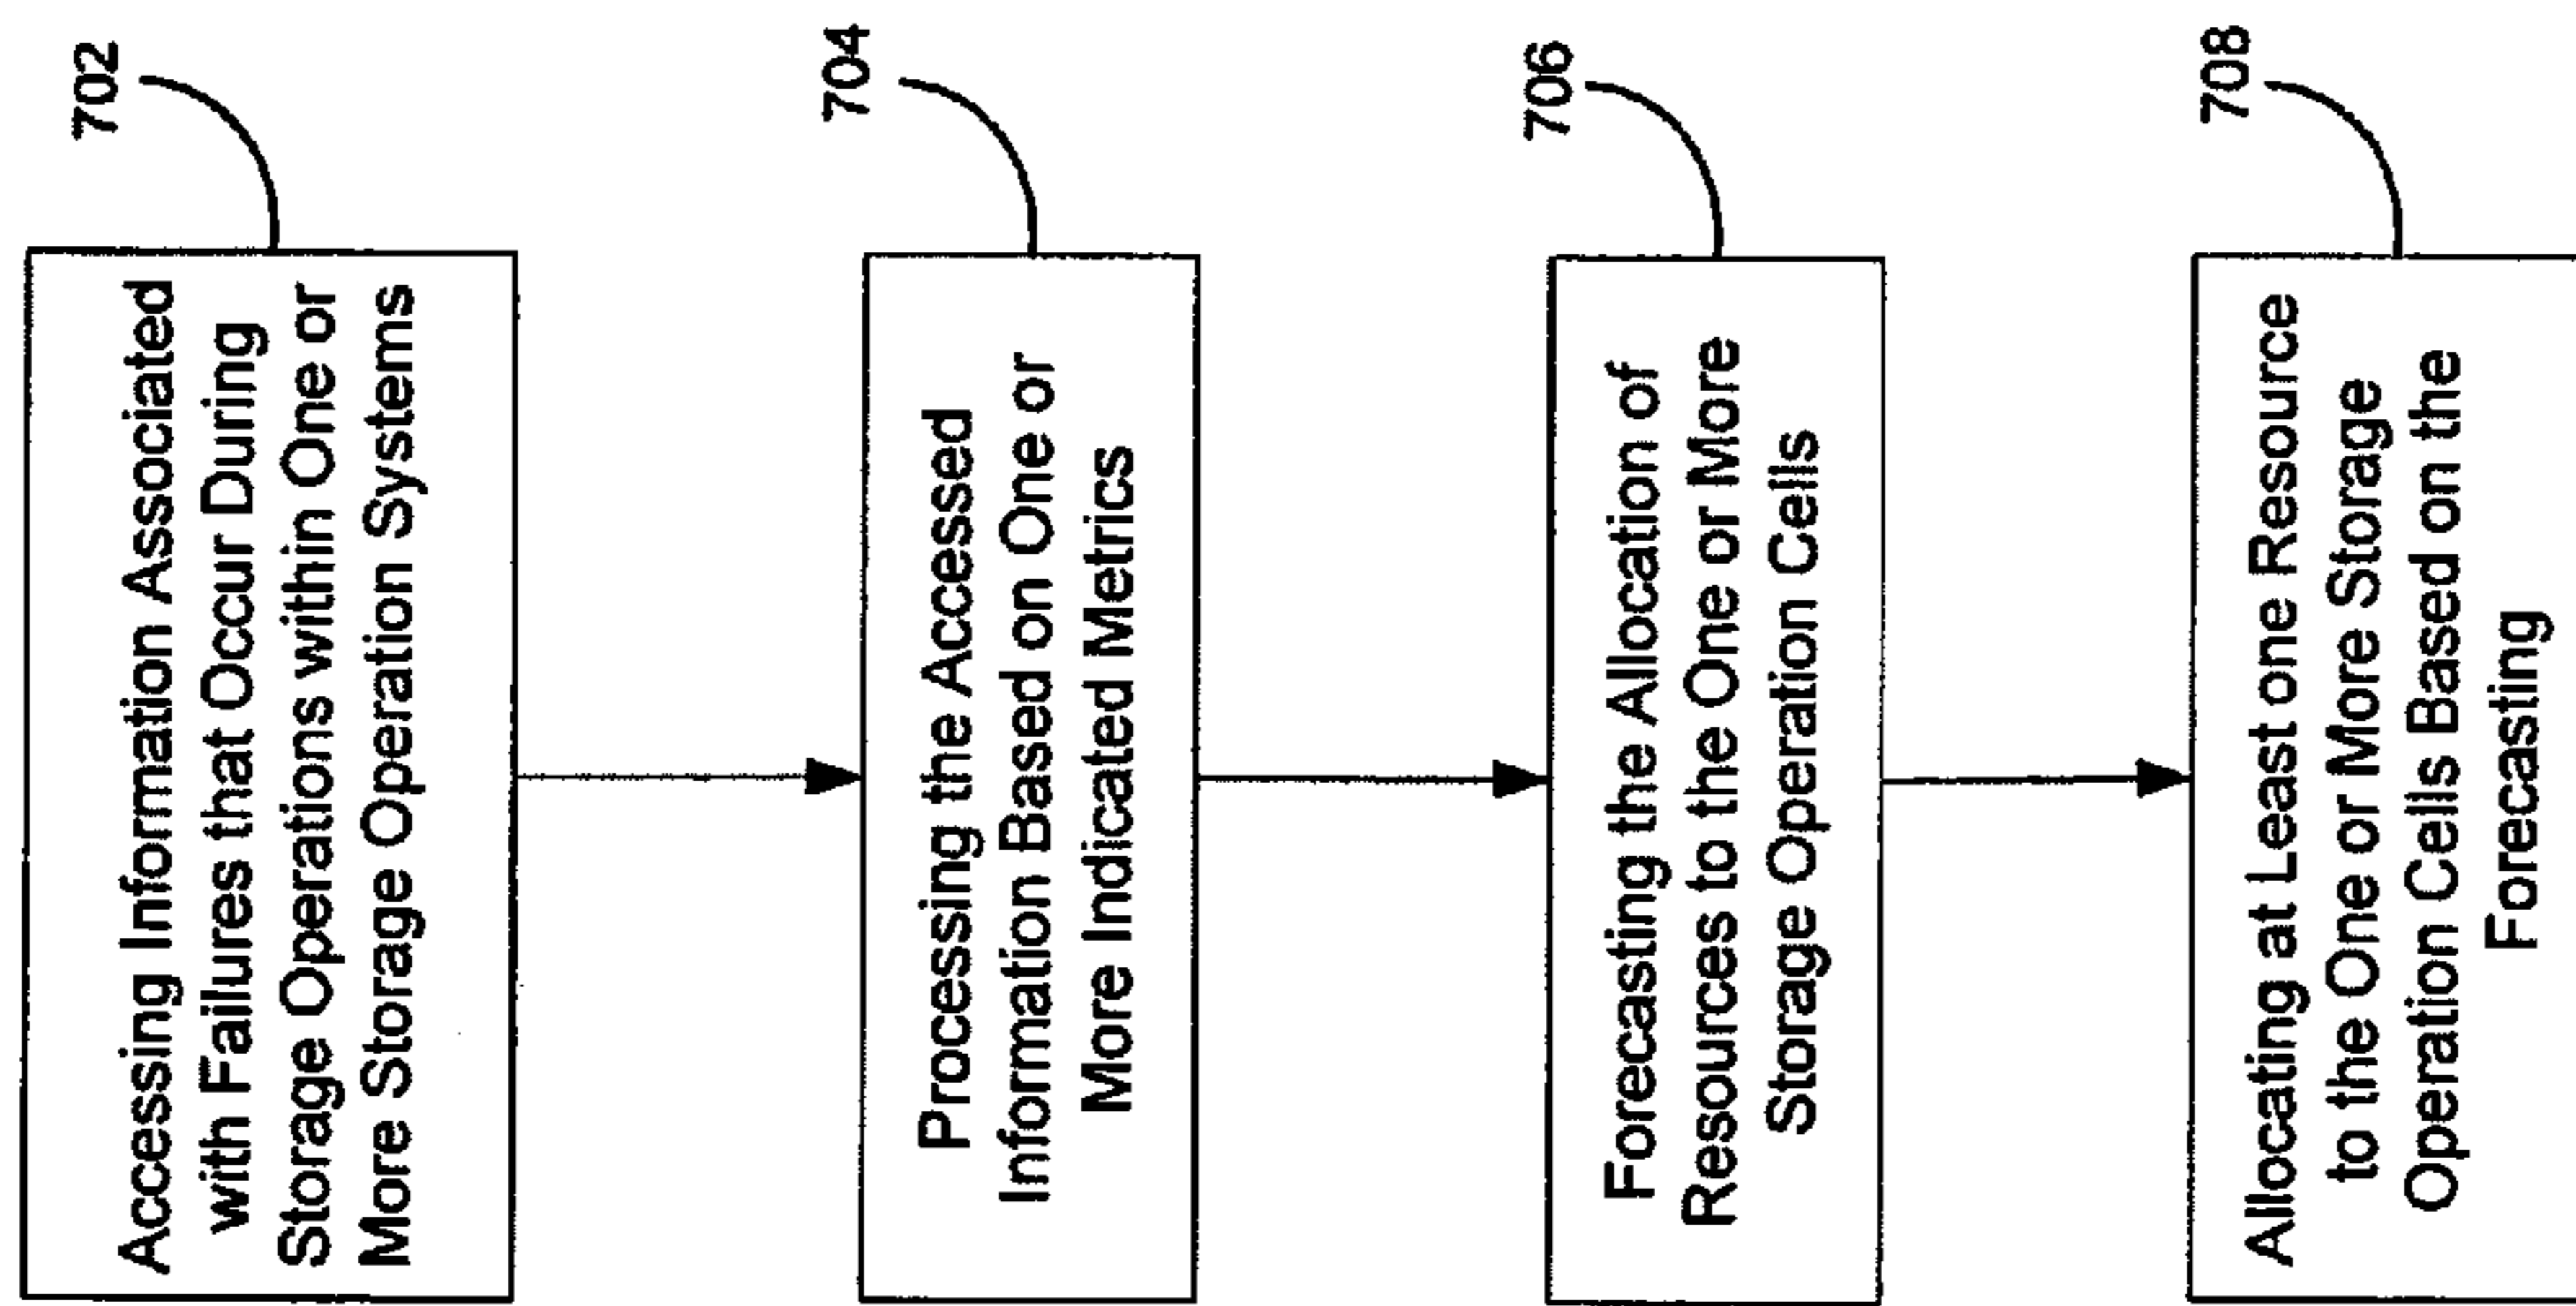 702
Accessing Information Associated
with Failures that Occur During
Storage Operations within One or
More Storage Operation Systems
704
Processing the Accessed
Information Based on One or
More Indicated Metrics
706
Forecasting the Allocation of
Resources to the One or More
Storage Operation Cells
708
Allocating at Least one Resource
to the One or More Storage
Operation Cells Based on the
Forecasting